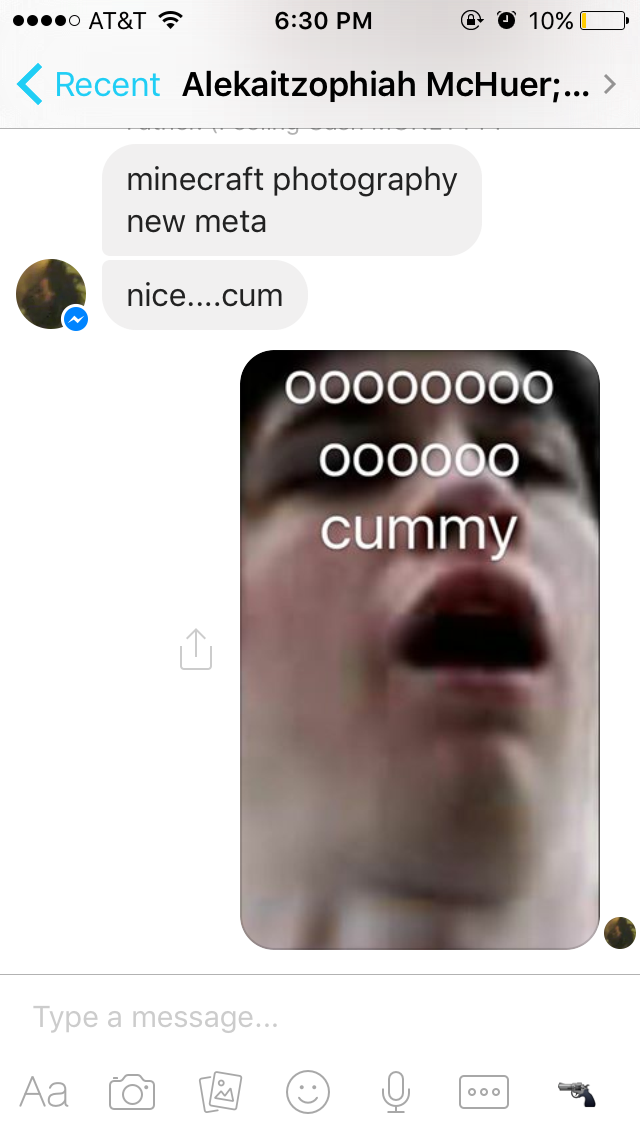 AT&T 6:30 PM 10%
Recent Alekaitzophiah McHuer;...
minecraft photography
new meta
nice....cum
oooooooo
oooooo
cummy
Type a message...
Aa